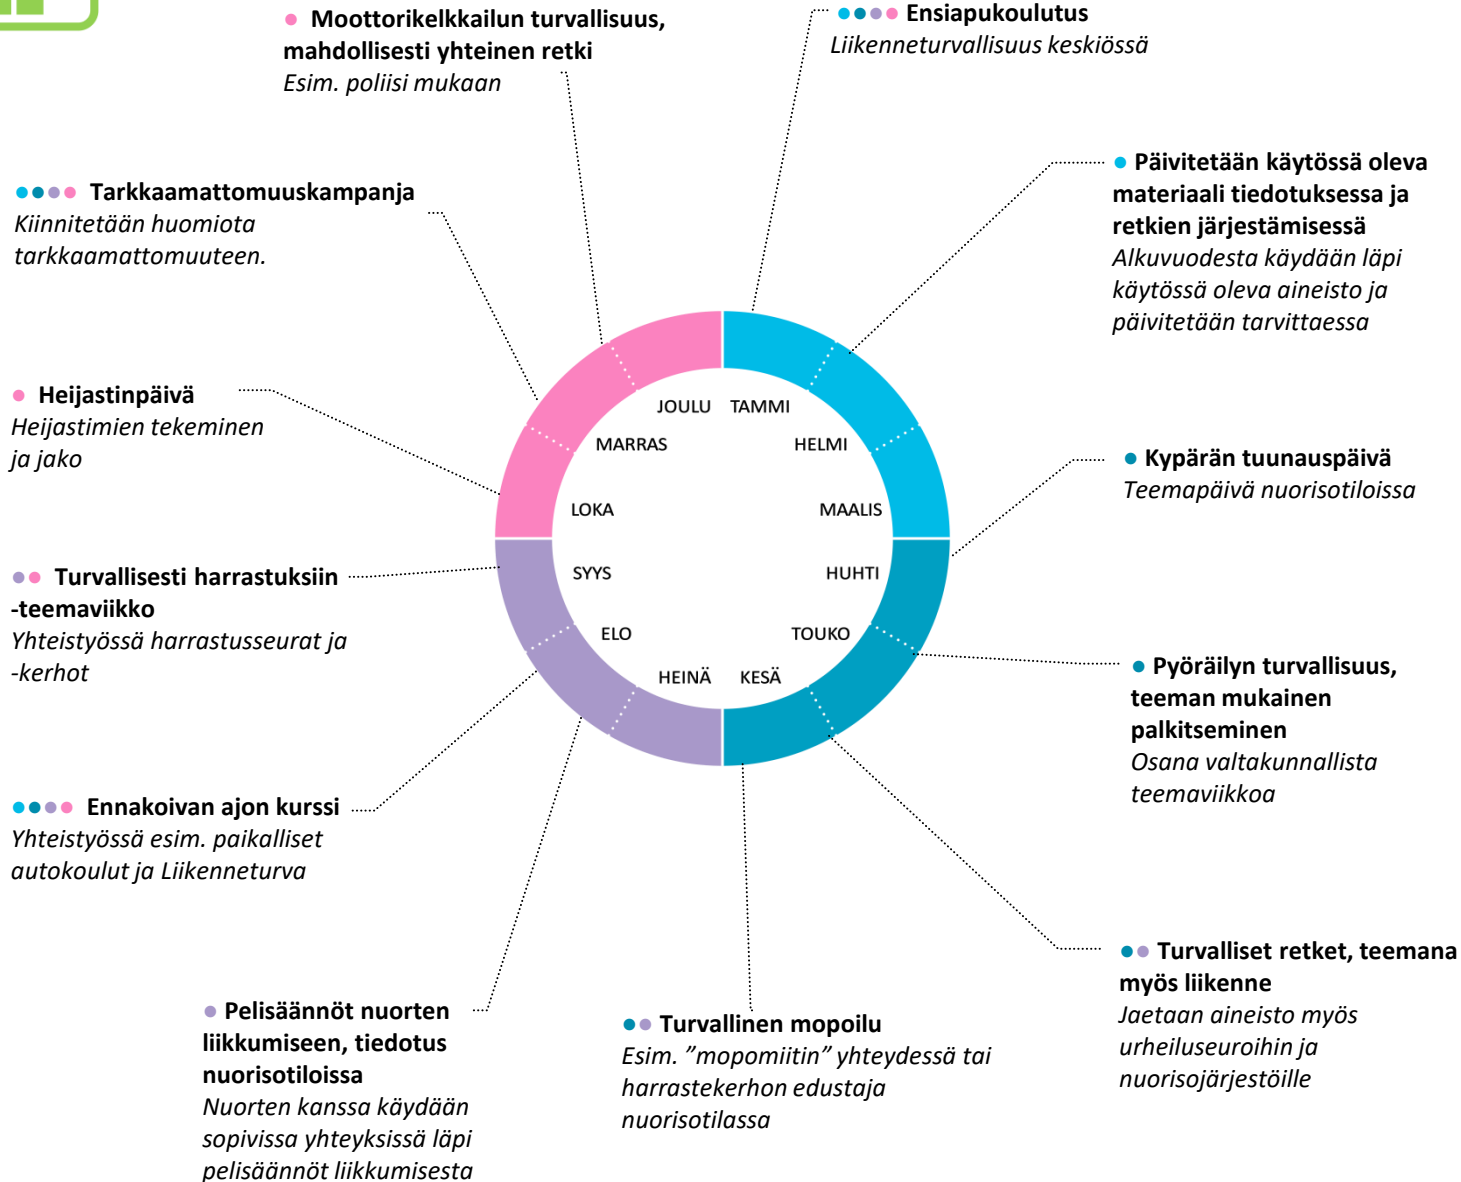 ● Moottorikelkkailun turvallisuus,
mahdollisesti yhteinen retki
Esim. poliisi mukaan
●●●● Ensiapukoulutus
Liikenneturvallisuus keskiössä
● Päivitetään käytössä oleva
materiaali tiedotuksessa ja
retkien järjestämisessä
Alkuvuodesta käydään läpi
käytössä oleva aineisto ja
päivitetään tarvittaessa
●●●● Tarkkaamattomuuskampanja
Kiinnitetään huomiota
tarkkaamattomuuteen.
● Heijastinpäivä
Heijastimien tekeminen
ja jako
● Kypärän tuunauspäivä
Teemapäivä nuorisotiloissa
JOULU TAMMI
MARRAS HELMI
LOKA MAALIS
SYYS HUHTI
ELO TOUKO
HEINÄ KESÄ
●● Turvallisesti harrastuksiin
-teemaviikko
Yhteistyössä harrastusseurat ja
-kerhot
● Pyöräilyn turvallisuus,
teeman mukainen
palkitseminen
Osana valtakunnallista
teemaviikkoa
●●●● Ennakoivan ajon kurssi
Yhteistyössä esim. paikalliset
autokoulut ja Liikenneturva
●● Turvalliset retket, teemana
myös liikenne
Jaetaan aineisto myös
urheiluseuroihin ja
nuorisojärjestöille
● Pelisäännöt nuorten
liikkumiseen, tiedotus
nuorisotiloissa
Nuorten kanssa käydään
sopivissa yhteyksissä läpi
pelisäännöt liikkumisesta
●● Turvallinen mopoilu
Esim. ”mopomiitin” yhteydessä tai
harrastekerhon edustaja
nuorisotilassa